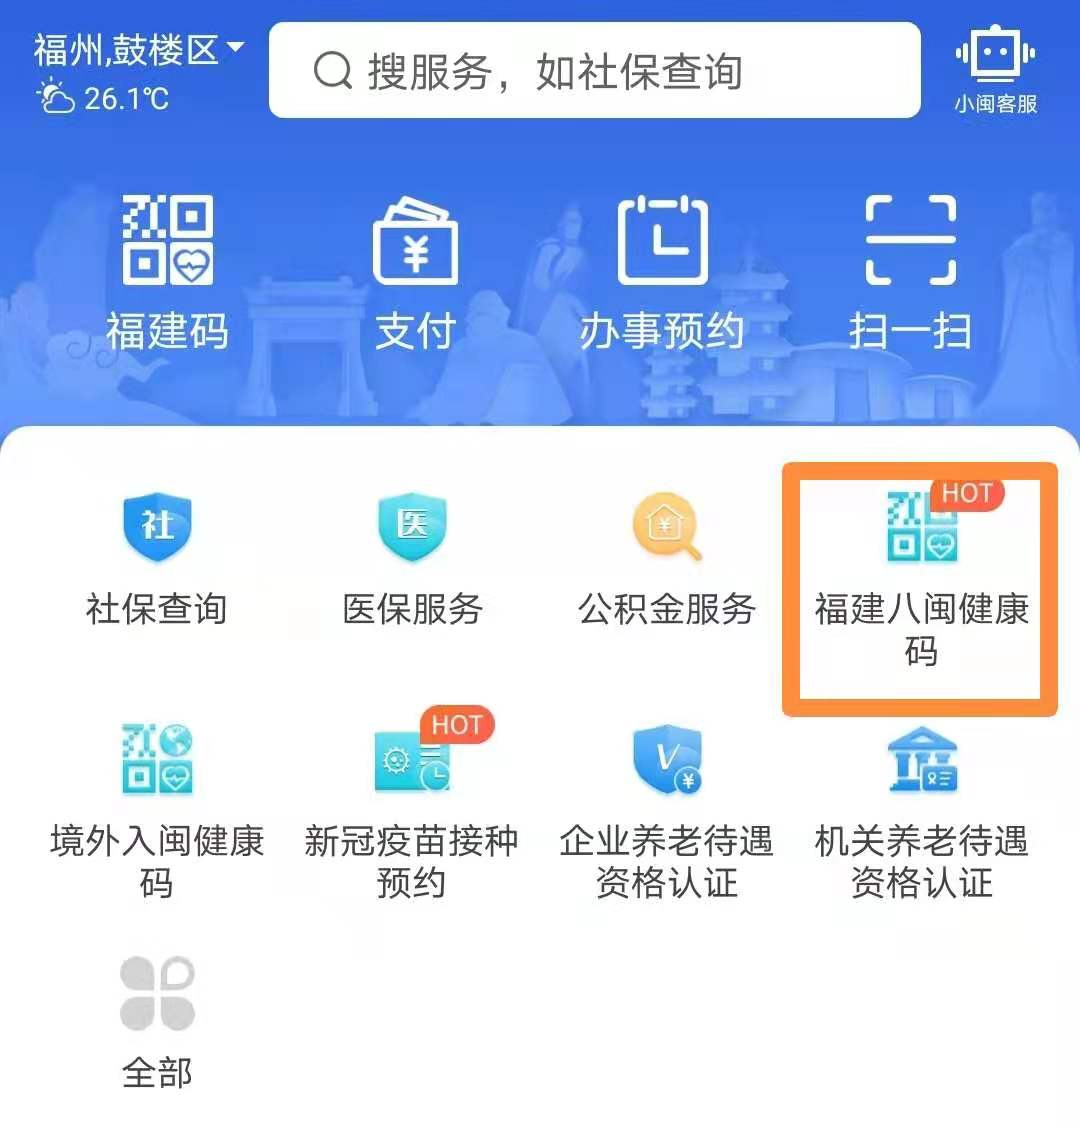 福州,鼓楼区
搜服务，如社保查询
26.1℃
小闽客服
福建码
支付
办事预约
扫一扫
HOT
社
医
¥
社保查询
医保服务
公积金服务
福建八闽健康
码
HOT
V
¥
境外入闽健康
码
新冠疫苗接种
预约
企业养老待遇
资格认证
机关养老待遇
资格认证
全部